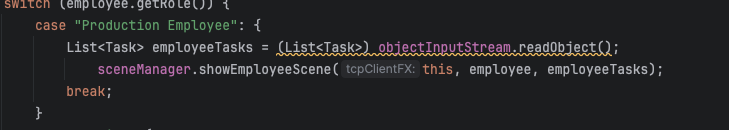 switch (employee.getRole()) {
case "Production Employee": {
List<Task> employeeTasks = (List<Task>) objectInputStream.readObject();
sceneManager.showEmployeeScene( tcpClientFX: this, employee, employeeTasks);
break;
}